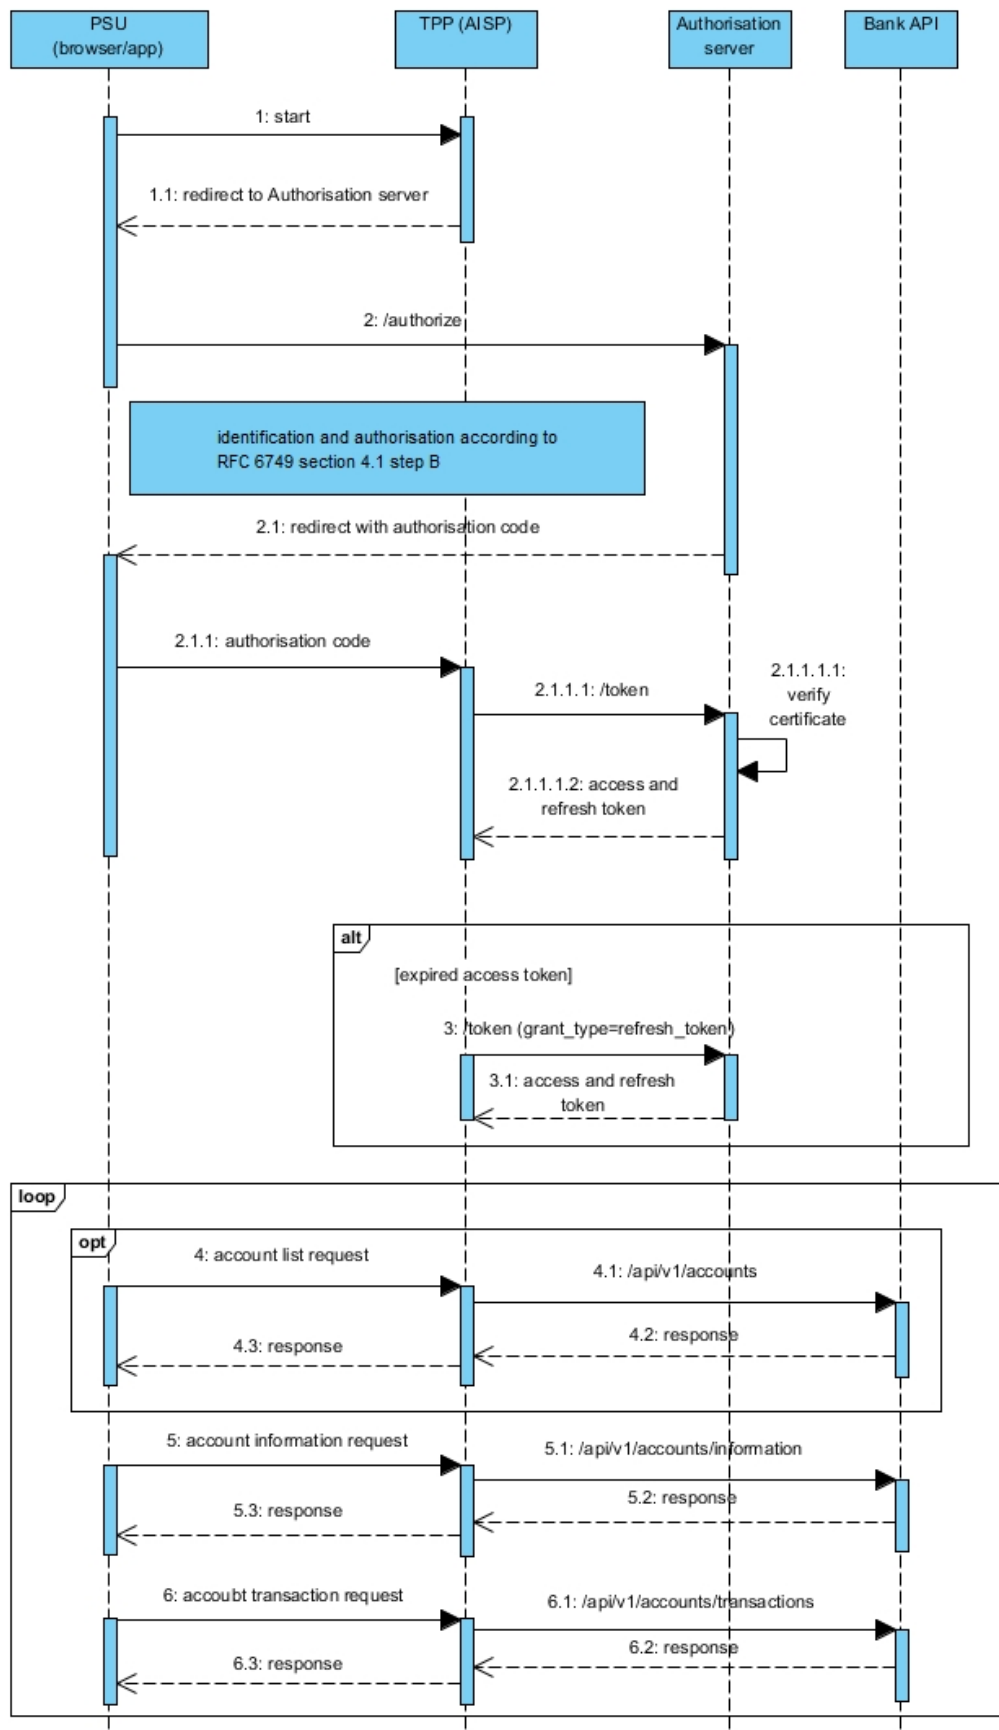 PSU
(browser/app)
TPP (AISP)
Authorisation
server
Bank API
1: start
1.1: redirect to Authorisation server
2: /authorize
identification and authorisation according to
RFC 6749 section 4.1 step B
2.1: redirect with authorisation code
2.1.1: authorisation code
2.1.1.1: /token
2.1.1.1.1:
verify
certificate
2.1.1.1.2: access and
refresh token
alt
[expired access token]
3: /token (grant_type=refresh_token)
3.1: access and refresh
token
loop
opt
4: account list request
4.1: /api/v1/accounts
4.2: response
4.3: response
5: account information request
5.1: /api/v1/accounts/information
5.2: response
5.3: response
6: accoubt transaction request
6.1: /api/v1/accounts/transactions
6.2: response
6.3: response